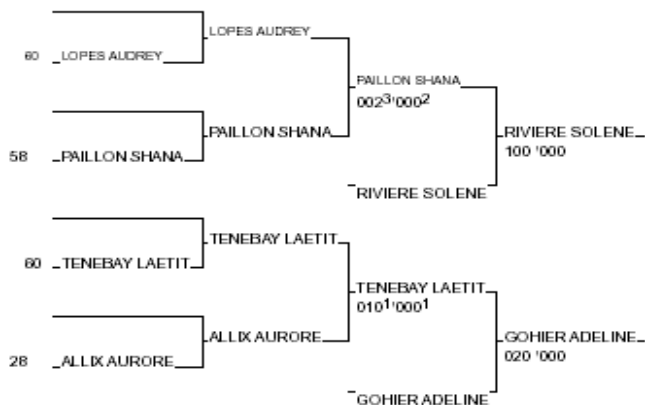 LOPES AUDREY
60 LOPES AUDREY
PAILLON SHANA
002³'000²
PAILLON SHANA
RIVIERE SOLENE
100 '000
58 PAILLON SHANA
RIVIERE SOLENE
TENEBAY LAETIT
60 TENEBAY LAETIT
TENEBAY LAETIT
010¹'000¹
ALLIX AURORE
GOHIER ADELINE
020 '000
28 ALLIX AURORE
GOHIER ADELINE